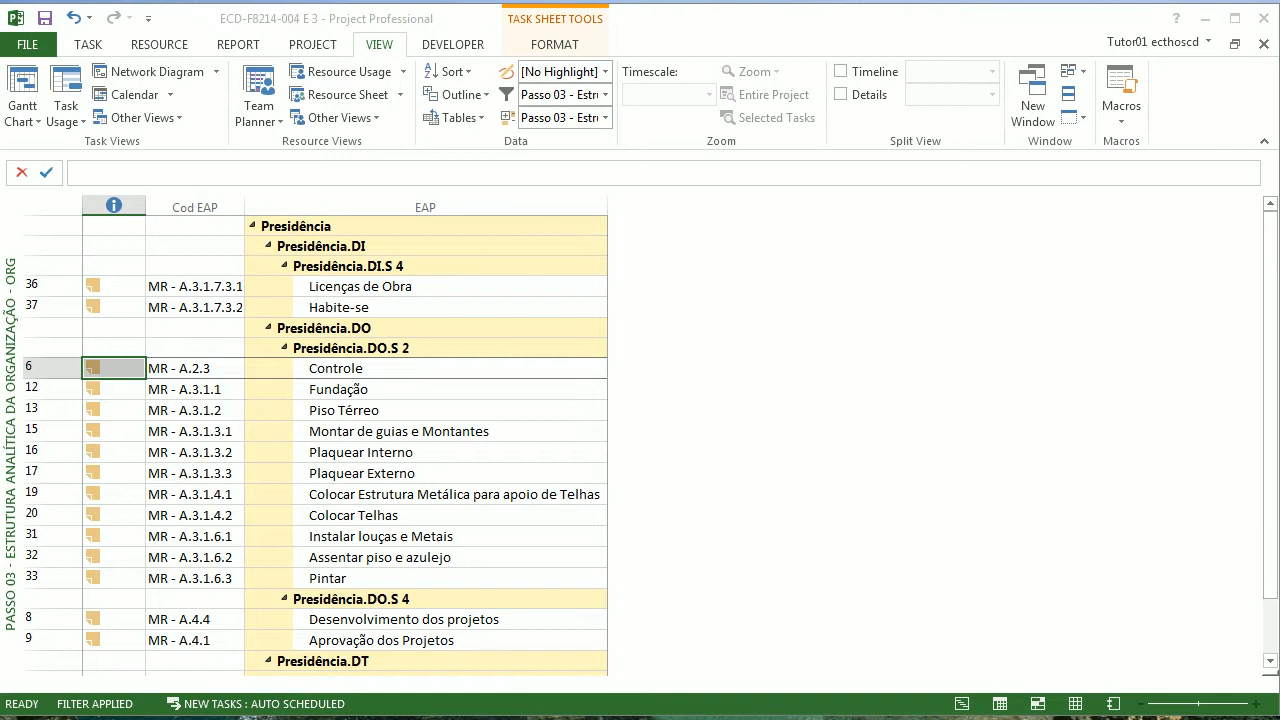 ECD-F8214-004 E 3 - Project Professional
TASK SHEET TOOLS
?
FILE TASK RESOURCE REPORT PROJECT VIEW DEVELOPER FORMAT
Tutor01 ecthoscd
Gantt Chart
Task Usage
Network Diagram
Calendar
Other Views
Task Views
Team Planner
Resource Usage
Resource Sheet
Other Views
Resource Views
Sort
Outline
Tables
[No Highlight]
Passo 03 - Estru
Passo 03 - Estru
Data
Timescale:
Zoom
Entire Project
Selected Tasks
Zoom
Timeline
Details
Split View
New Window
Window
Macros
Macros
Cod EAP EAP
Presidência
Presidência.DI
Presidência.DI.S 4
36 MR - A.3.1.7.3.1 Licenças de Obra
37 MR - A.3.1.7.3.2 Habite-se
Presidência.DO
Presidência.DO.S 2
6 MR - A.2.3 Controle
12 MR - A.3.1.1 Fundação
13 MR - A.3.1.2 Piso Térreo
15 MR - A.3.1.3.1 Montar de guias e Montantes
16 MR - A.3.1.3.2 Plaquear Interno
17 MR - A.3.1.3.3 Plaquear Externo
19 MR - A.3.1.4.1 Colocar Estrutura Metálica para apoio de Telhas
20 MR - A.3.1.4.2 Colocar Telhas
31 MR - A.3.1.6.1 Instalar louças e Metais
32 MR - A.3.1.6.2 Assentar piso e azulejo
33 MR - A.3.1.6.3 Pintar
Presidência.DO.S 4
8 MR - A.4.4 Desenvolvimento dos projetos
9 MR - A.4.1 Aprovação dos Projetos
Presidência.DT
PASSO 03 - ESTRUTURA ANALÍTICA DA ORGANIZAÇÃO - ORG
READY FILTER APPLIED NEW TASKS : AUTO SCHEDULED